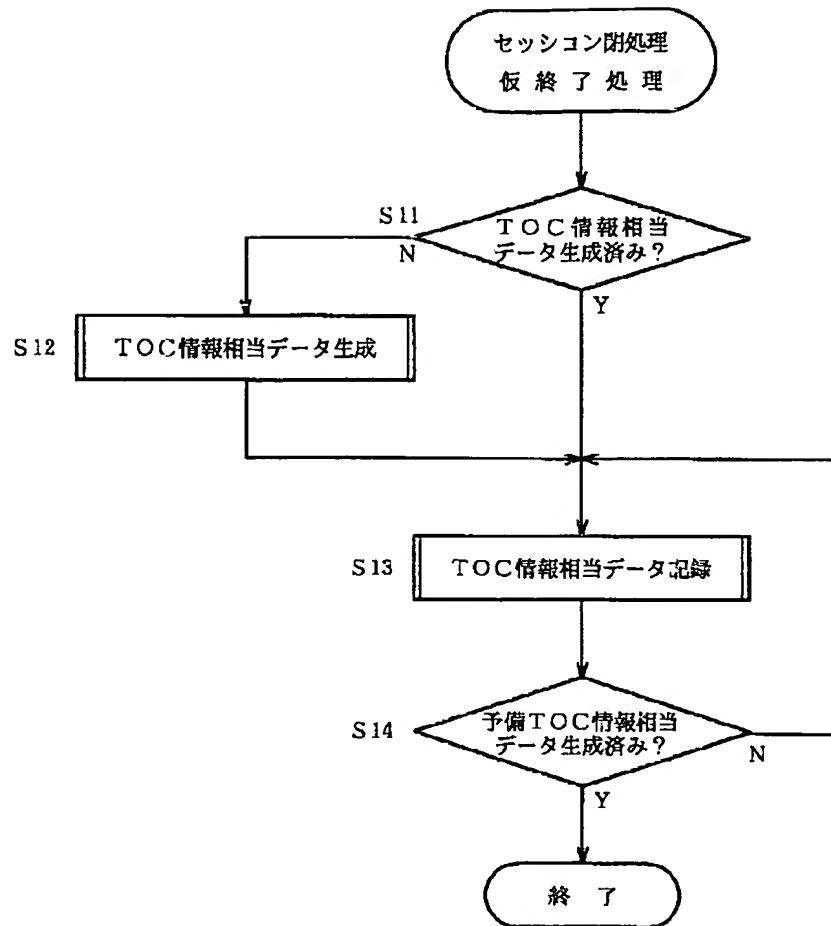 セッション閉処理
仮終了処理
S11
TOC情報相当
データ生成済み？
N
Y
S12
TOC情報相当データ生成
S13
TOC情報相当データ記録
S14
予備TOC情報相当
データ生成済み？
N
Y
終了